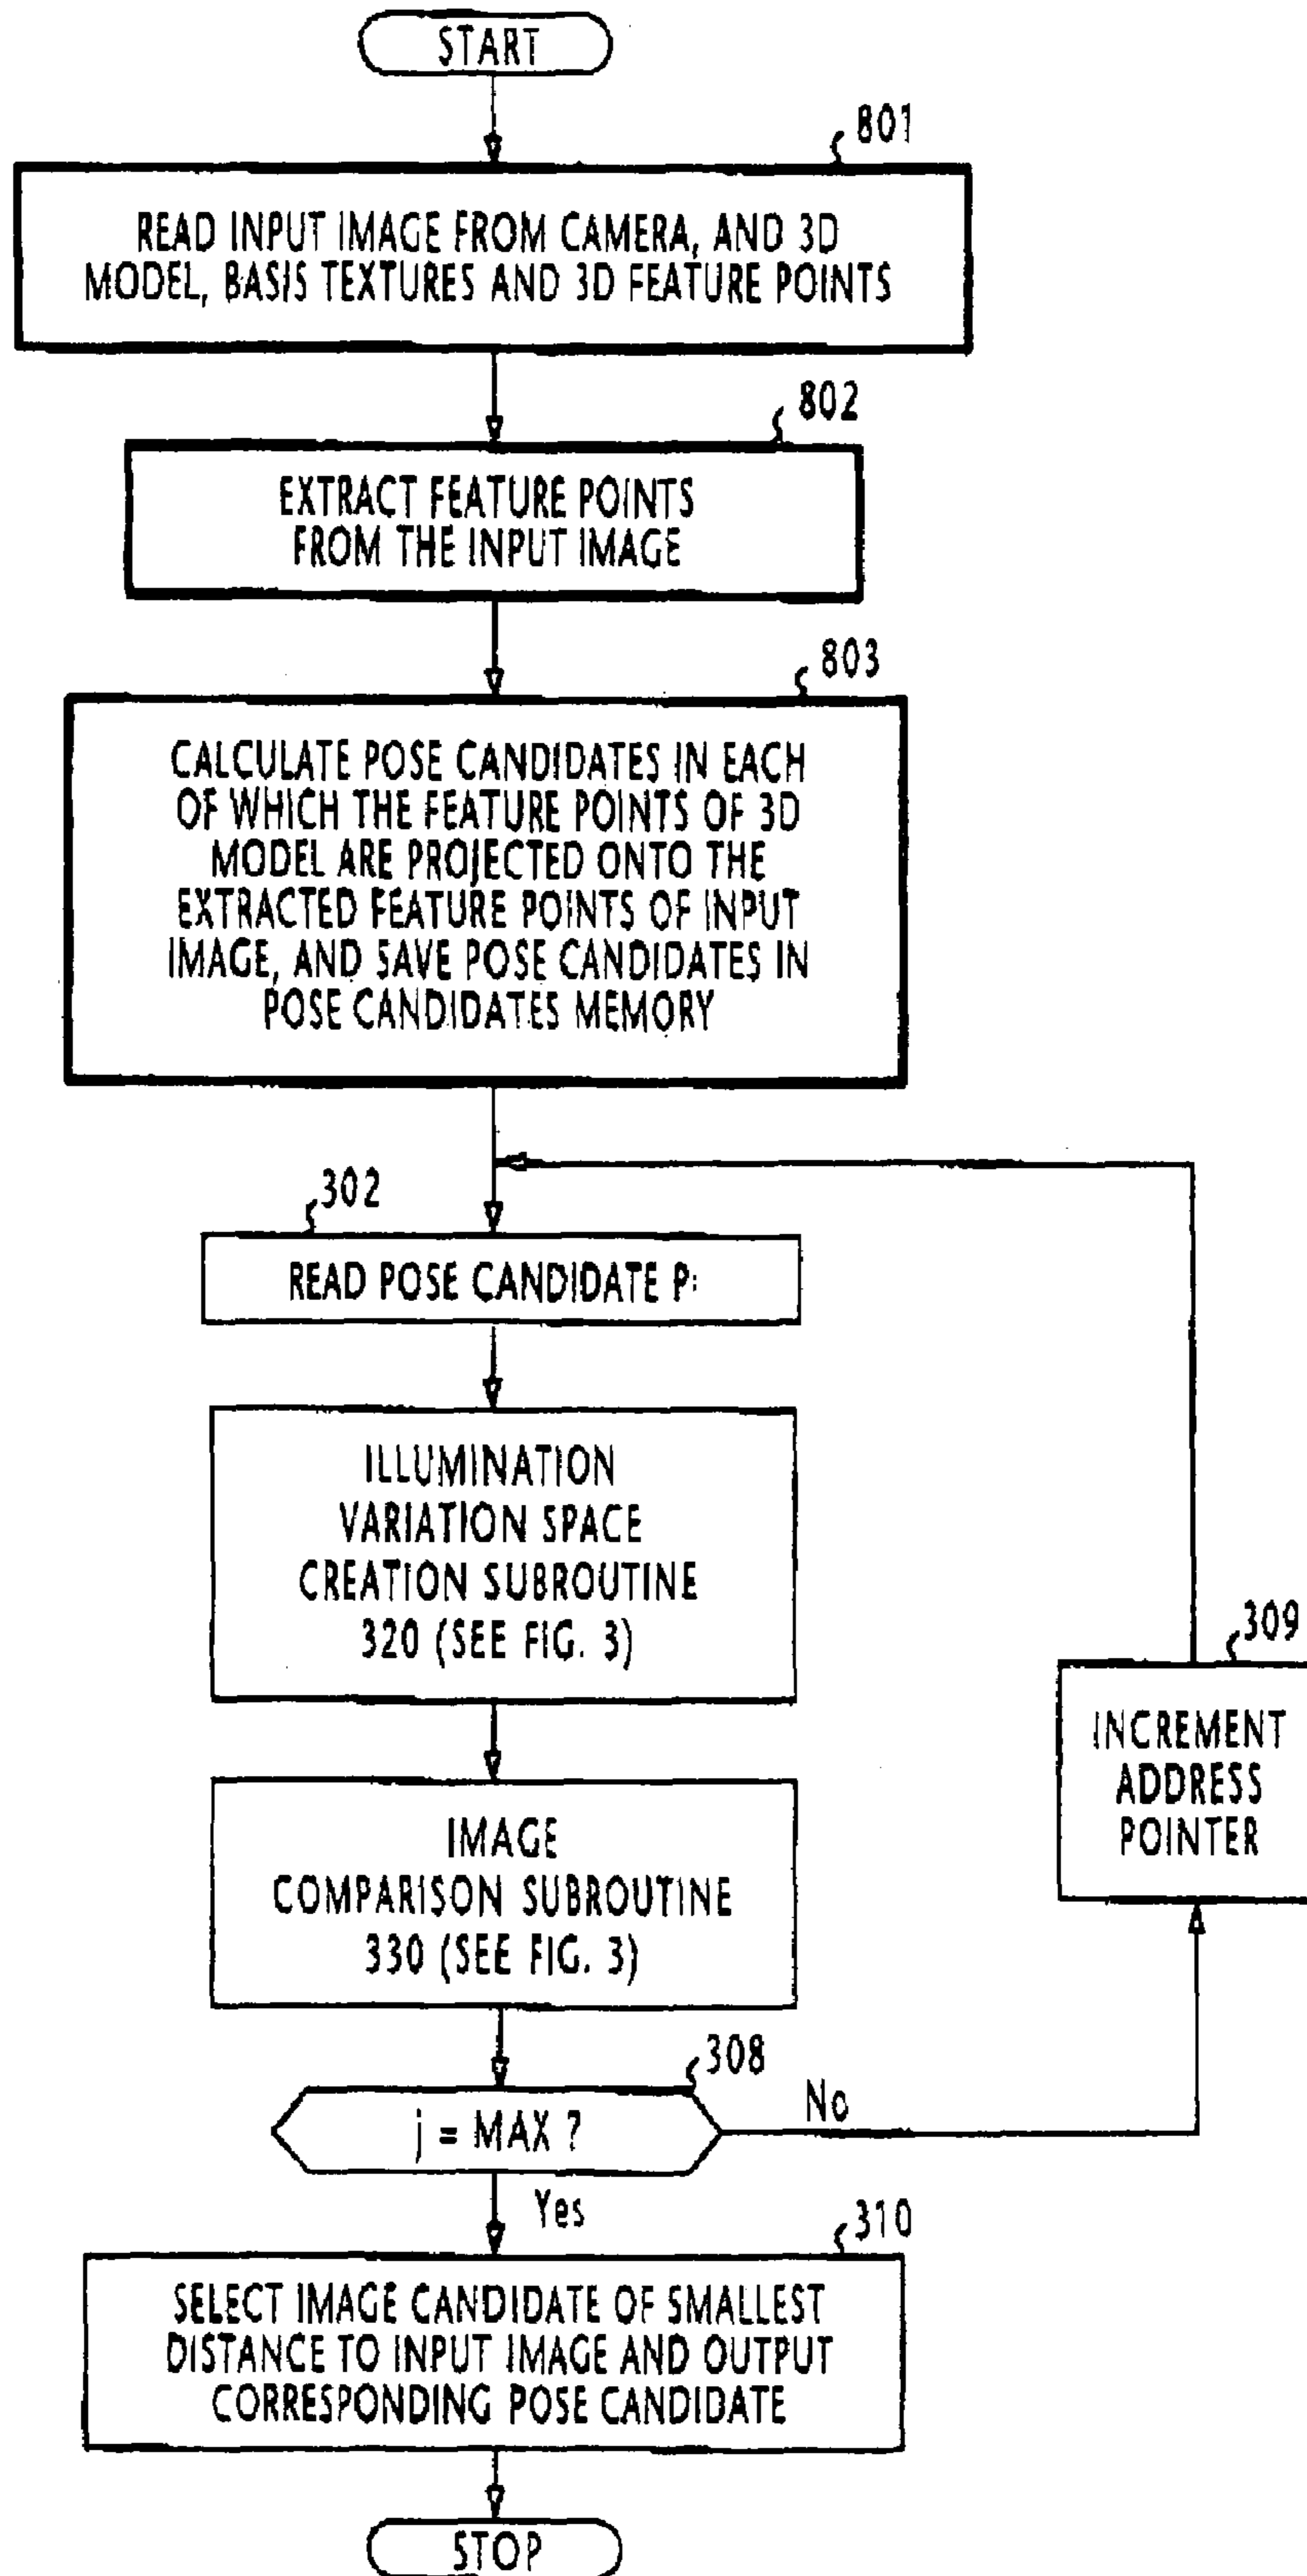 START
801
READ INPUT IMAGE FROM CAMERA, AND 3D
MODEL, BASIS TEXTURES AND 3D FEATURE POINTS
802
EXTRACT FEATURE POINTS
FROM THE INPUT IMAGE
803
CALCULATE POSE CANDIDATES IN EACH
OF WHICH THE FEATURE POINTS OF 3D
MODEL ARE PROJECTED ONTO THE
EXTRACTED FEATURE POINTS OF INPUT
IMAGE, AND SAVE POSE CANDIDATES IN
POSE CANDIDATES MEMORY
302
READ POSE CANDIDATE
ILLUMINATION
VARIATION SPACE
CREATION SUBROUTINE
320 (SEE FIG. 3)
309
INCREMENT
ADDRESS
POINTER
IMAGE
COMPARISON SUBROUTINE
330 (SEE FIG. 3)
308
j = MAX ?
No
Yes
310
SELECT IMAGE CANDIDATE OF SMALLEST
DISTANCE TO INPUT IMAGE AND OUTPUT
CORRESPONDING POSE CANDIDATE
STOP